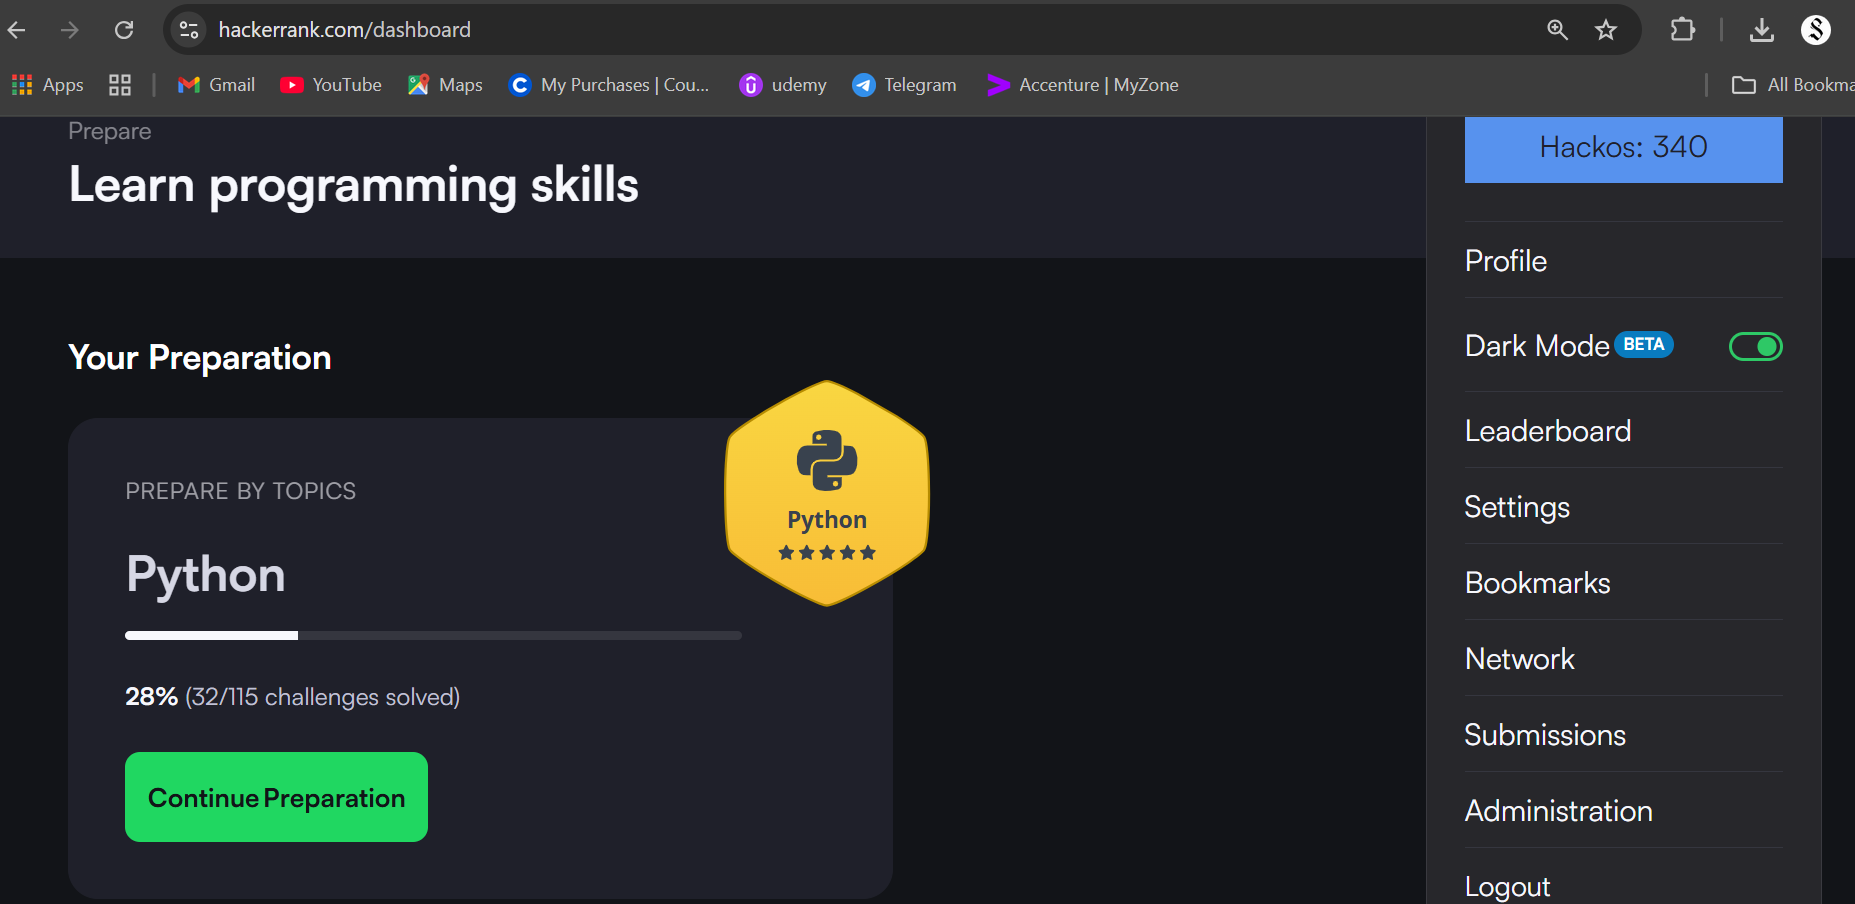 hackerrank.com/dashboard
Apps
Gmail
YouTube
Maps
My Purchases | Cou...
udemy
Telegram
Accenture | MyZone
All Bookma
Prepare
Learn programming skills
Your Preparation
PREPARE BY TOPICS
Python
28% (32/115 challenges solved)
Continue Preparation
Python
Hackos: 340
Profile
Dark Mode BETA
Leaderboard
Settings
Bookmarks
Network
Submissions
Administration
Logout